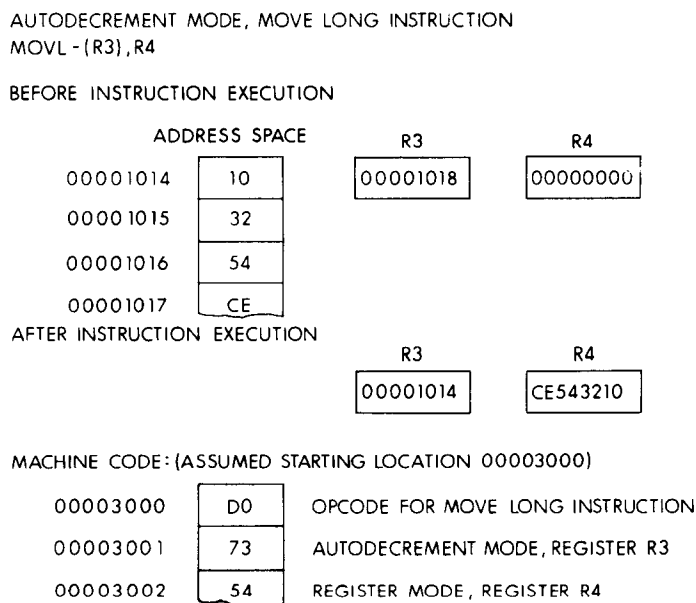 AUTODECREMENT MODE, MOVE LONG INSTRUCTION
MOVL -(R3),R4
BEFORE INSTRUCTION EXECUTION
ADDRESS SPACE R3 R4
00001014 10 00001018 00000000
00001015 32
00001016 54
00001017 CE
AFTER INSTRUCTION EXECUTION
R3 R4
00001014 CE543210
MACHINE CODE:(ASSUMED STARTING LOCATION 00003000)
00003000 D0 OPCODE FOR MOVE LONG INSTRUCTION
00003001 73 AUTODECREMENT MODE, REGISTER R3
00003002 54 REGISTER MODE, REGISTER R4